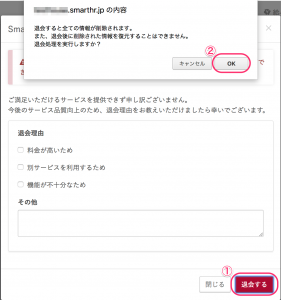 .smarthr.jp の内容
退会すると全ての情報が削除されます。
また、退会後に削除された情報を復元することはできません。
退会処理を実行しますか？
②
キャンセル
OK
Sma
で
ご満足いただけるサービスを提供できず申し訳ございません。
今後のサービス品質向上のため、退会理由をお教えいただけましたら幸いでございます。
退会理由
料金が高いため
別サービスを利用するため
機能が不十分なため
その他
①
閉じる
退会する